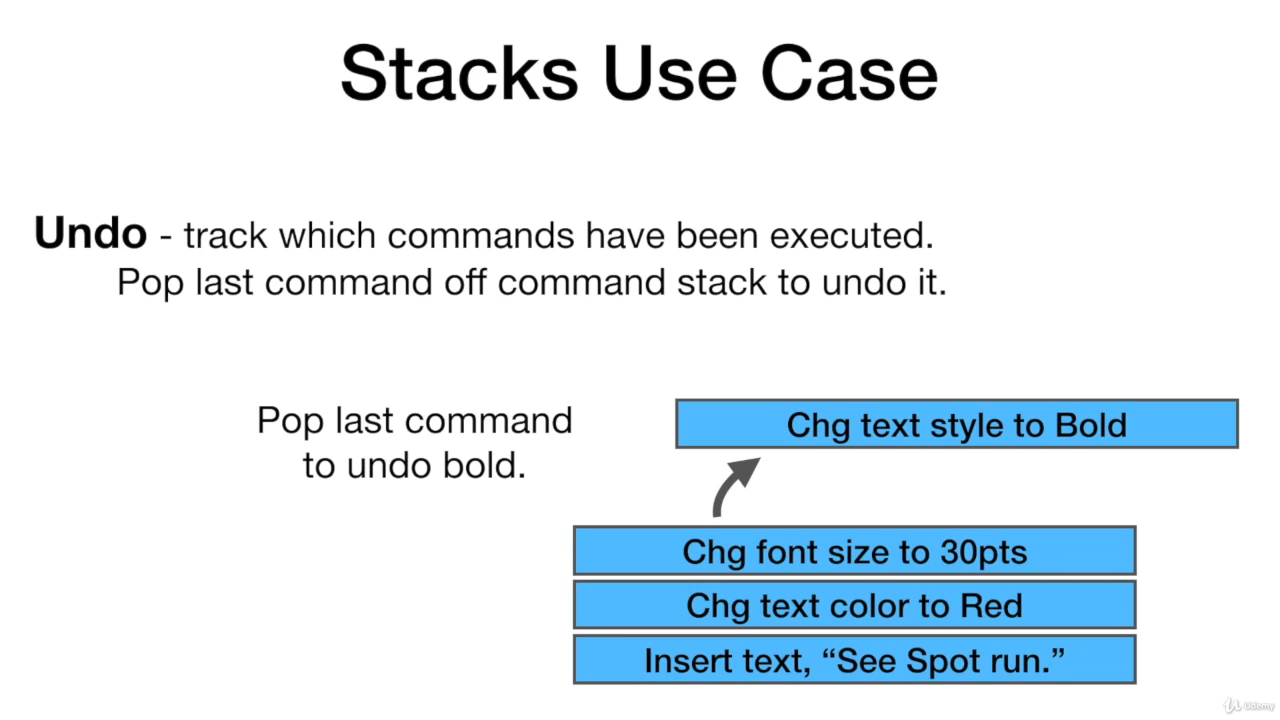 Stacks Use Case
Undo - track which commands have been executed.
Pop last command off command stack to undo it.
Pop last command
to undo bold.
Chg text style to Bold
Chg font size to 30pts
Chg text color to Red
Insert text, “See Spot run.”
Udemy